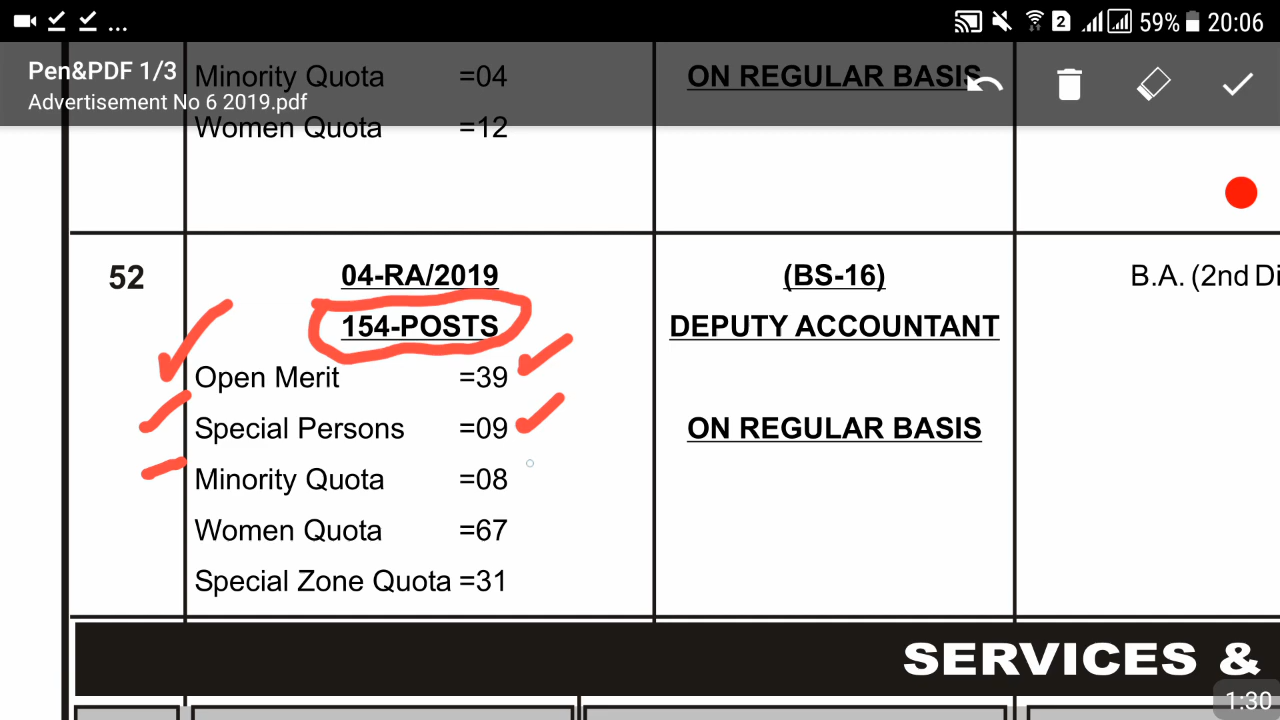 ... 2 59% 20:06
Pen&PDF 1/3
Advertisement No 6 2019.pdf
Minority Quota =04
ON REGULAR BASIS
Women Quota =12
52
04-RA/2019
154-POSTS
Open Merit =39
Special Persons =09
Minority Quota =08
Women Quota =67
Special Zone Quota =31
(BS-16)
DEPUTY ACCOUNTANT
ON REGULAR BASIS
B.A. (2nd Di
SERVICES &
1:30